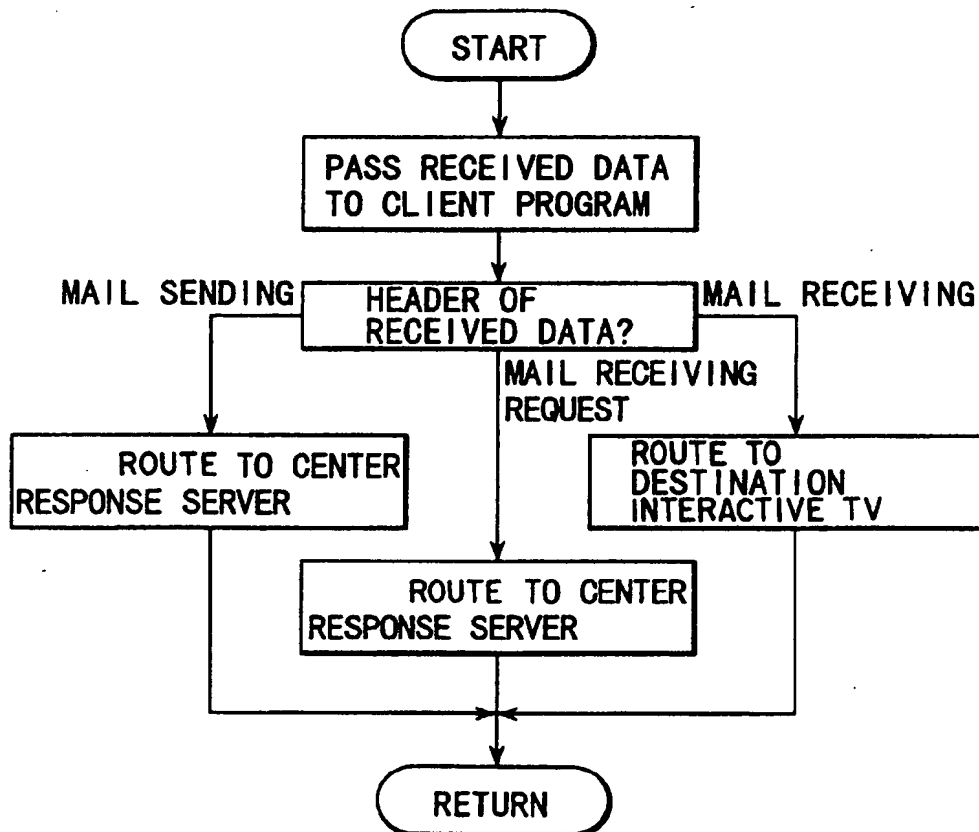 START
PASS RECEIVED DATA
TO CLIENT PROGRAM
MAIL SENDING
HEADER OF
RECEIVED DATA?
MAIL RECEIVING
MAIL RECEIVING
REQUEST
ROUTE TO CENTER
RESPONSE SERVER
ROUTE TO
DESTINATION
INTERACTIVE TV
ROUTE TO CENTER
RESPONSE SERVER
RETURN